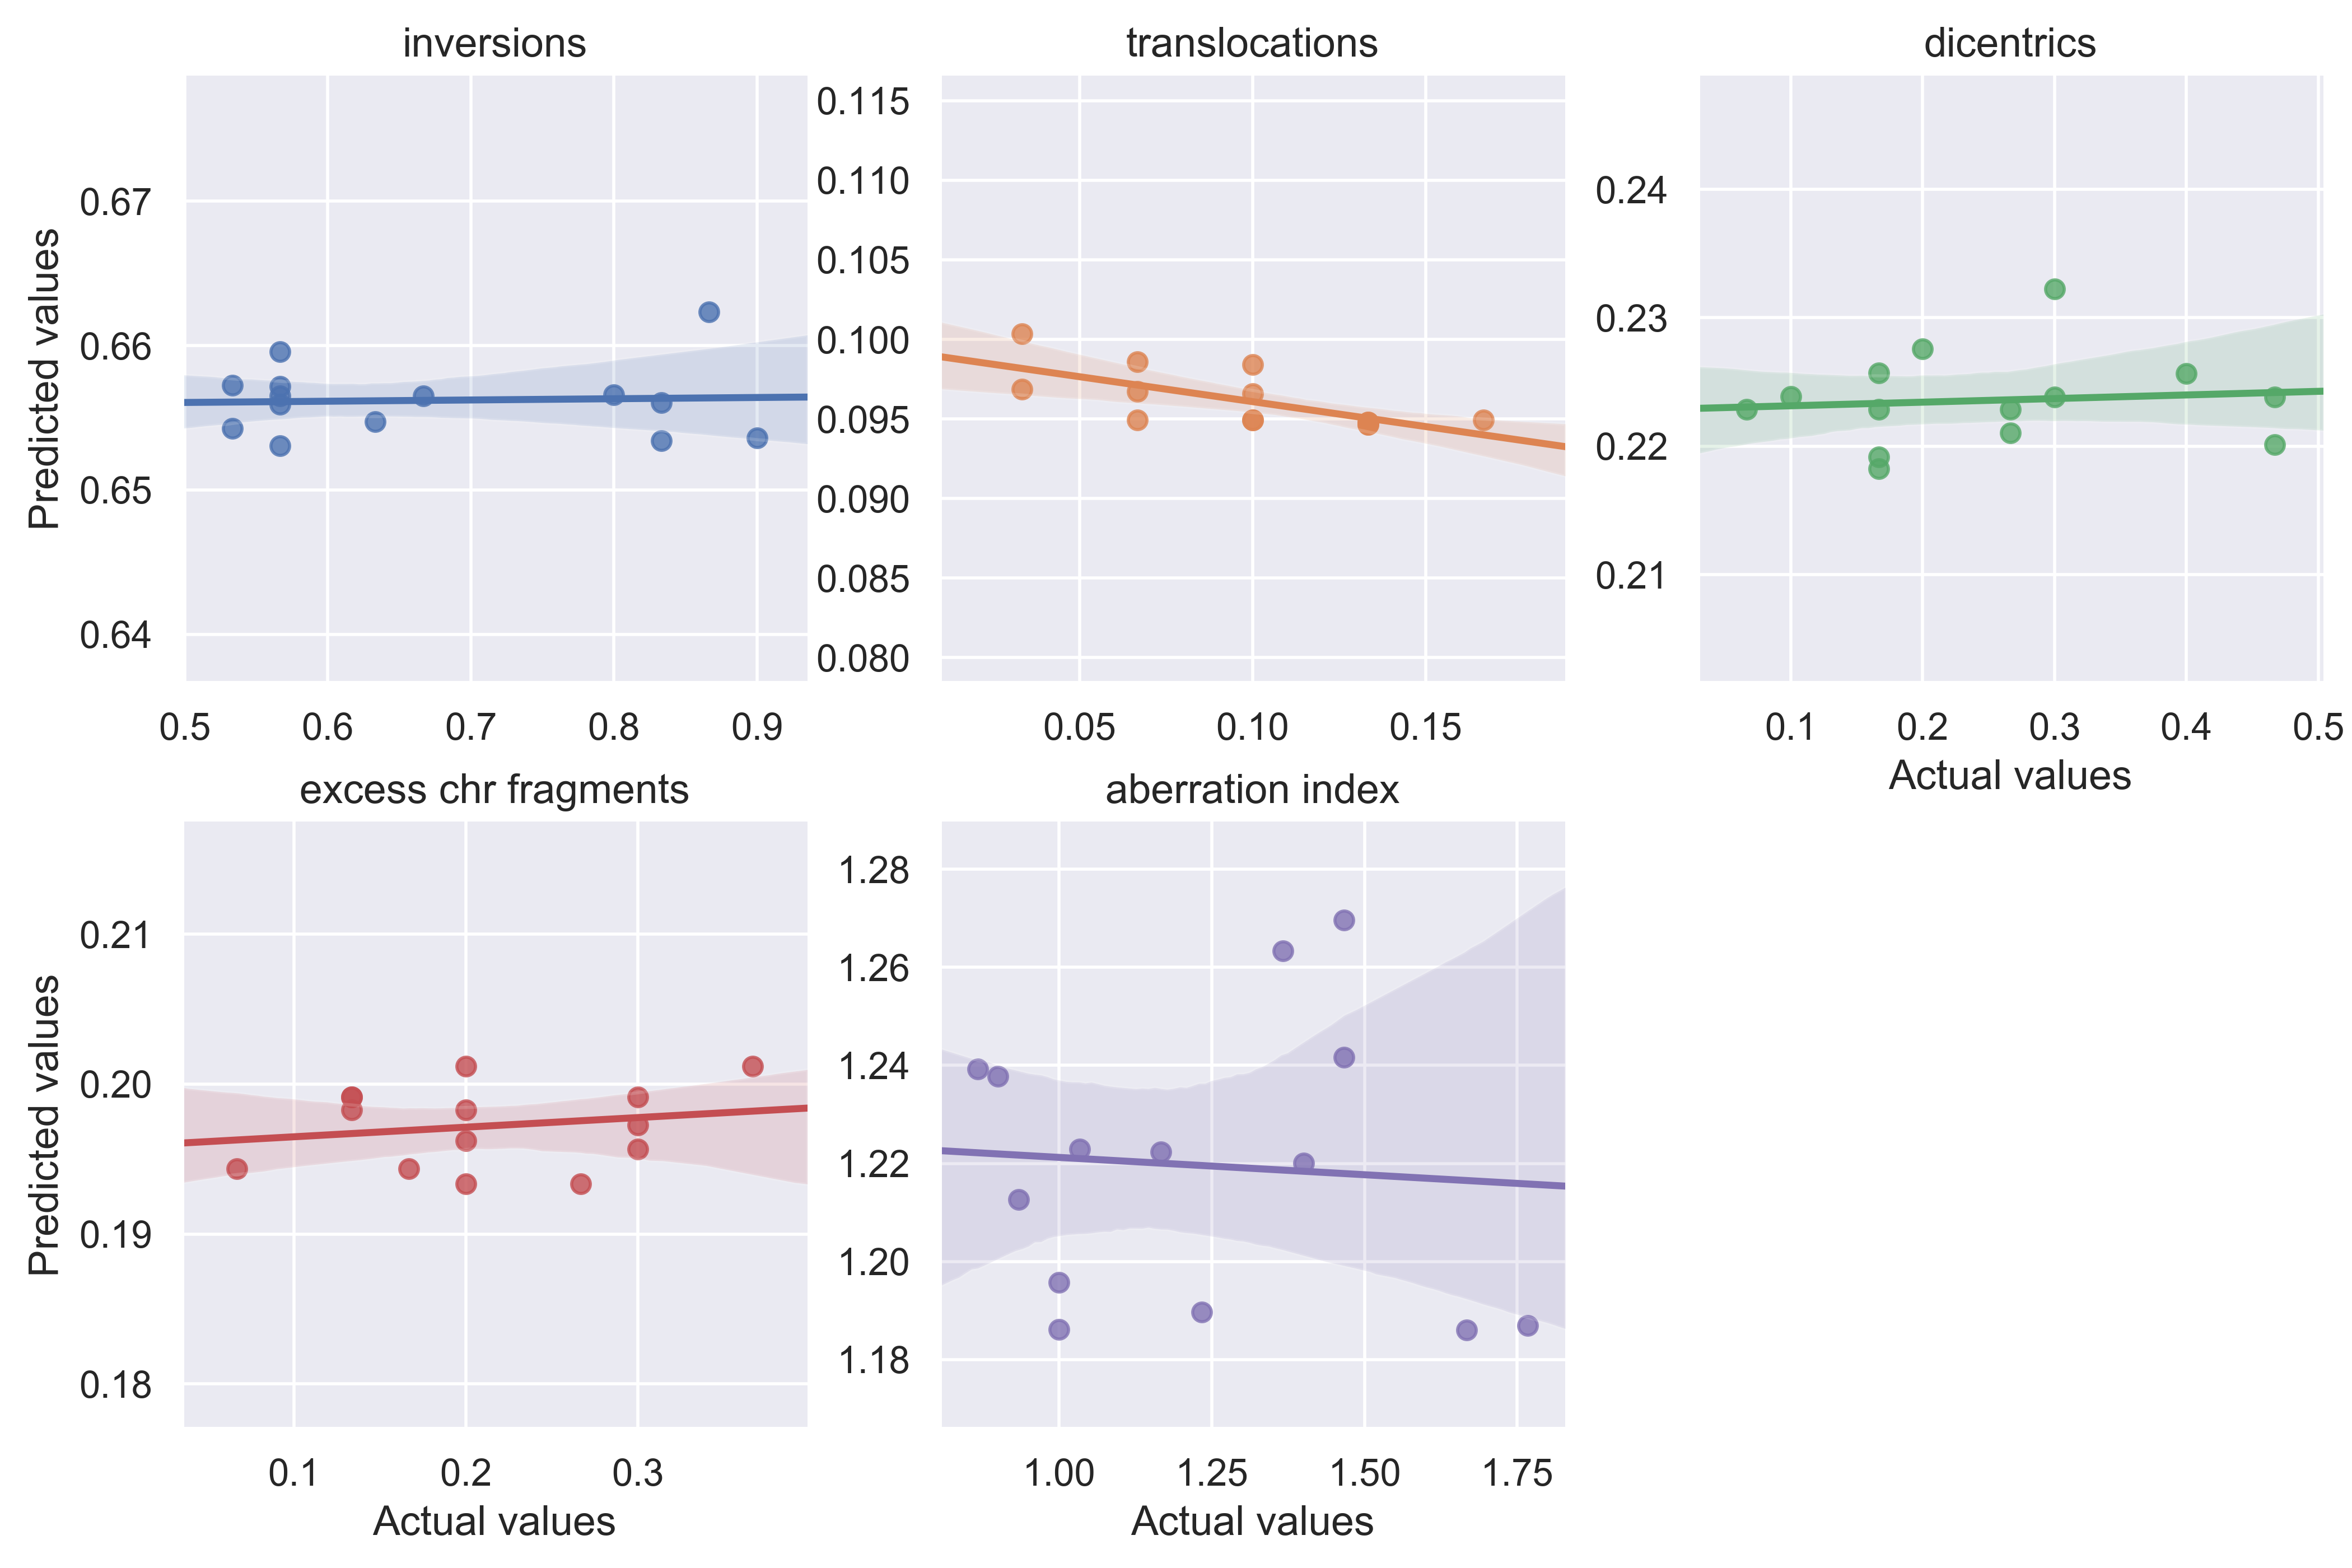 inversions
translocations
dicentrics
Predicted values
0.67
0.66
0.65
0.64
0.5 0.6 0.7 0.8 0.9
0.115
0.110
0.105
0.100
0.095
0.090
0.085
0.080
0.05 0.10 0.15
0.24
0.23
0.22
0.21
0.1 0.2 0.3 0.4 0.5
Actual values
excess chr fragments
aberration index
Predicted values
0.21
0.20
0.19
0.18
0.1 0.2 0.3
Actual values
1.28
1.26
1.24
1.22
1.20
1.18
1.00 1.25 1.50 1.75
Actual values